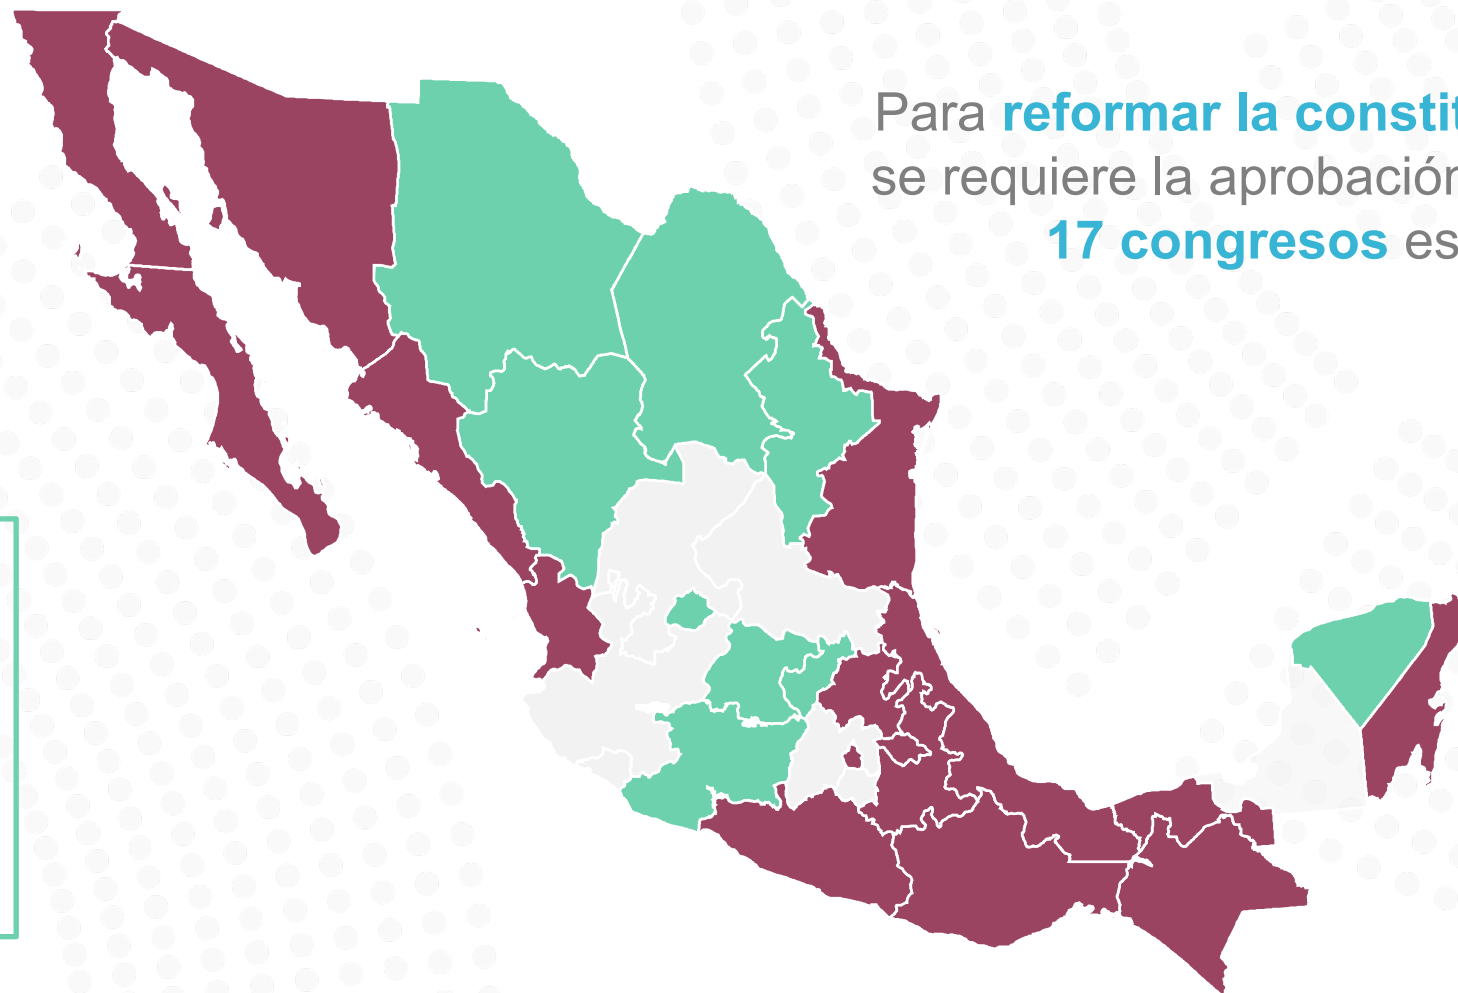 Para reformar la constit
se requiere la aprobación
17 congresos es